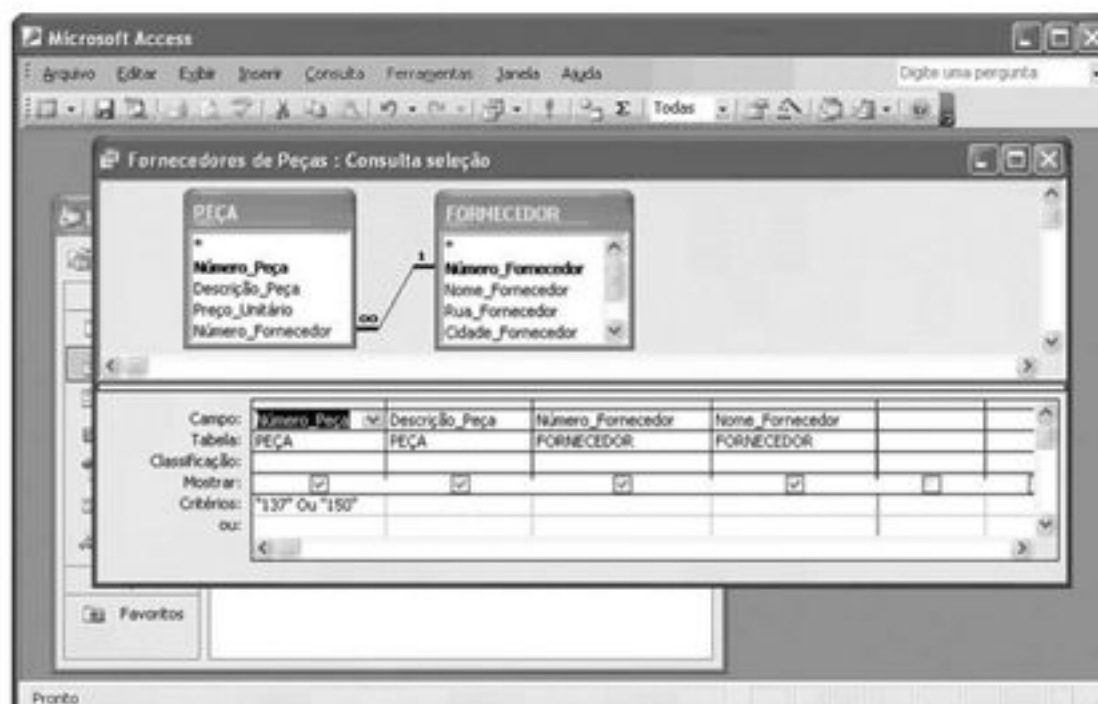 Microsoft Access
Arquivo Editar Exibir Inserir Consulta Ferramentas Janela Ajuda Digite uma pergunta
Todas
Fornecedores de Peças : Consulta seleção
PEÇA
*
Número_Peça
Descrição_Peça
Preço_Unitário
Número_Fornecedor
∞
1
FORNECEDOR
*
Número_Fornecedor
Nome_Fornecedor
Rua_Fornecedor
Cidade_Fornecedor
Campo: Número_Peça Descrição_Peça Número_Fornecedor Nome_Fornecedor
Tabela: PEÇA PEÇA FORNECEDOR FORNECEDOR
Classificação:
Mostrar:
Critérios: "137" Ou "150"
ou:
Favoritos
Pronto